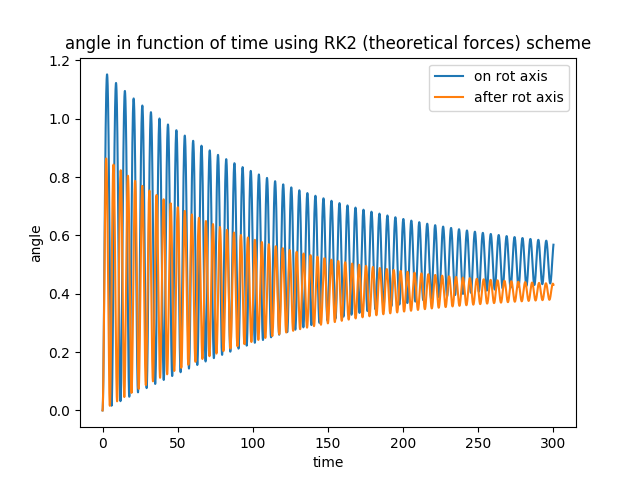 angle in function of time using RK2 (theoretical forces) scheme
on rot axis
after rot axis
1.2
1.0
0.8
0.6
0.4
0.2
0.0
angle
0
50
100
150
200
250
300
time